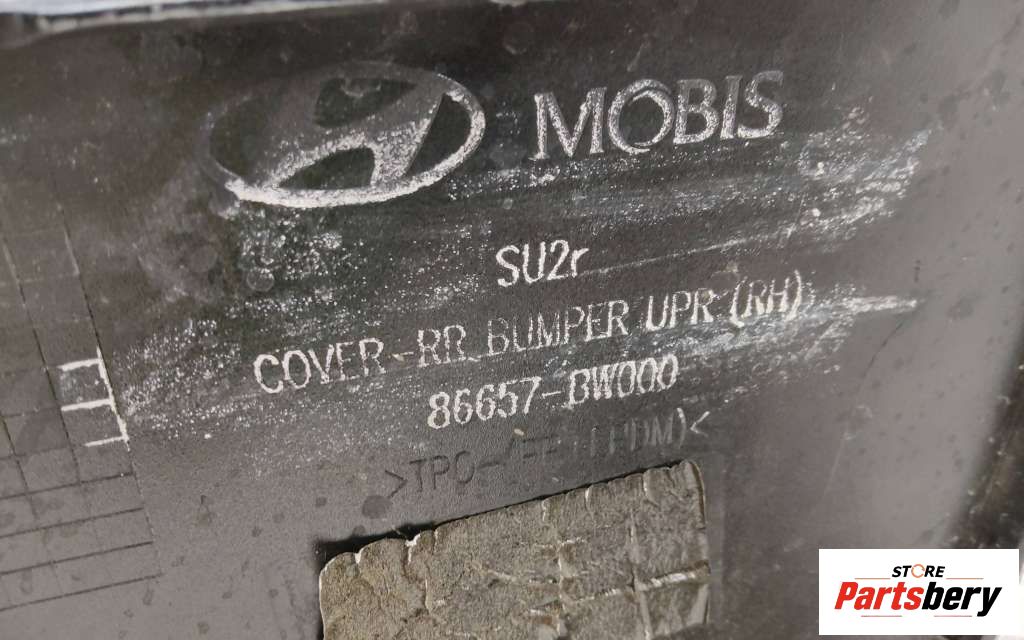 MOBIS
SU2r
COVER-RR BUMPER UPR (RH)
86657-BW000
STORE
Partsbery